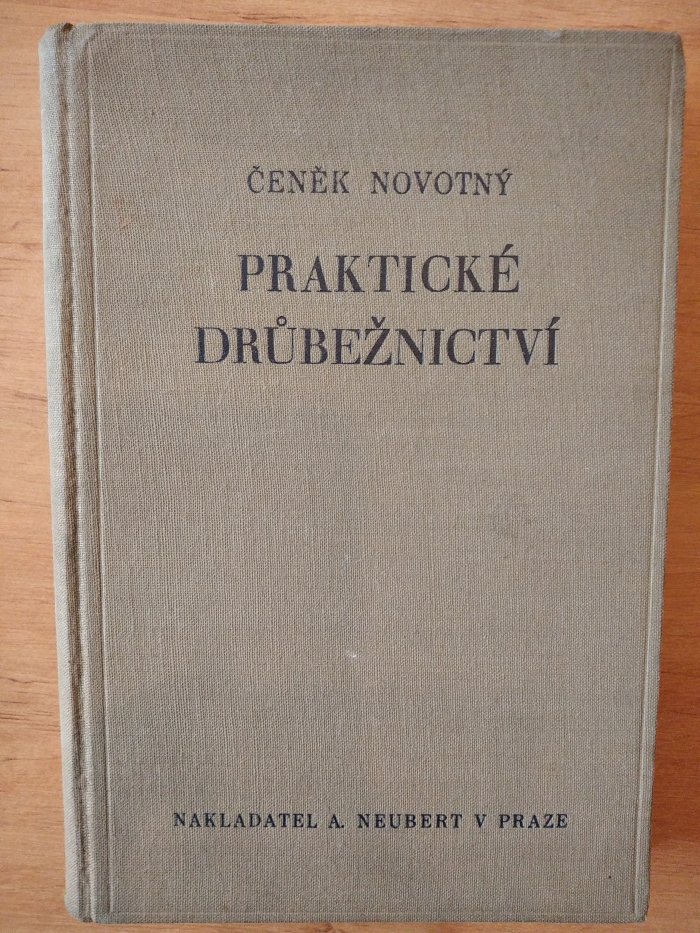 ČENĚK NOVOTNÝ
PRAKTICKÉ
DRŮBEŽNICTVÍ
NAKLADATEL A. NEUBERT V PRAZE